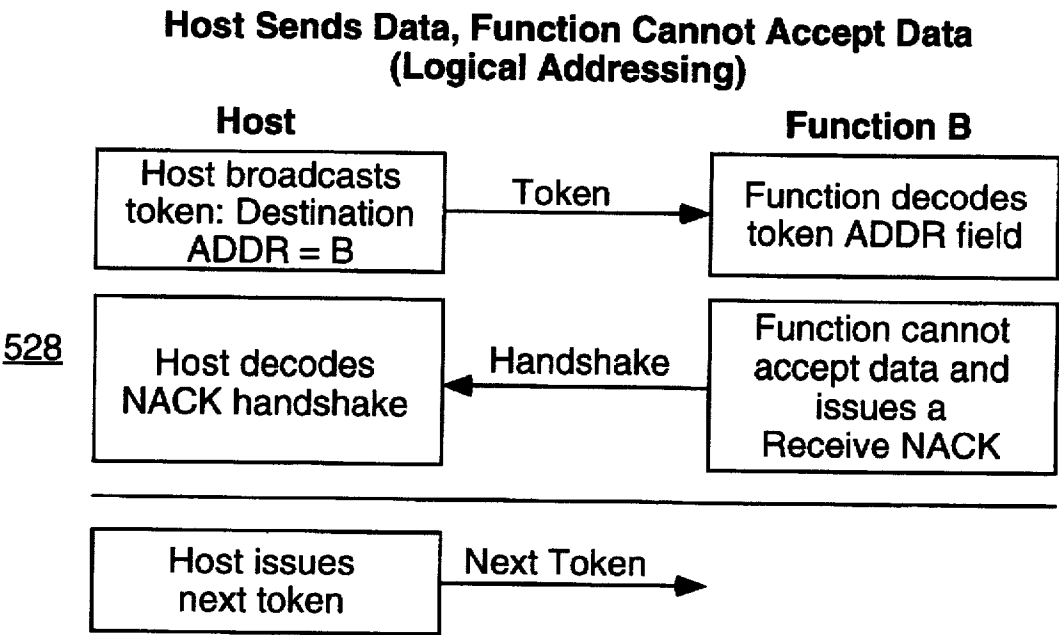 Host Sends Data, Function Cannot Accept Data
(Logical Addressing)
Host
Function B
Host broadcasts
token: Destination
ADDR = B
Token
Function decodes
token ADDR field
528
Host decodes
NACK handshake
Handshake
Function cannot
accept data and
issues a
Receive NACK
Host issues
next token
Next Token